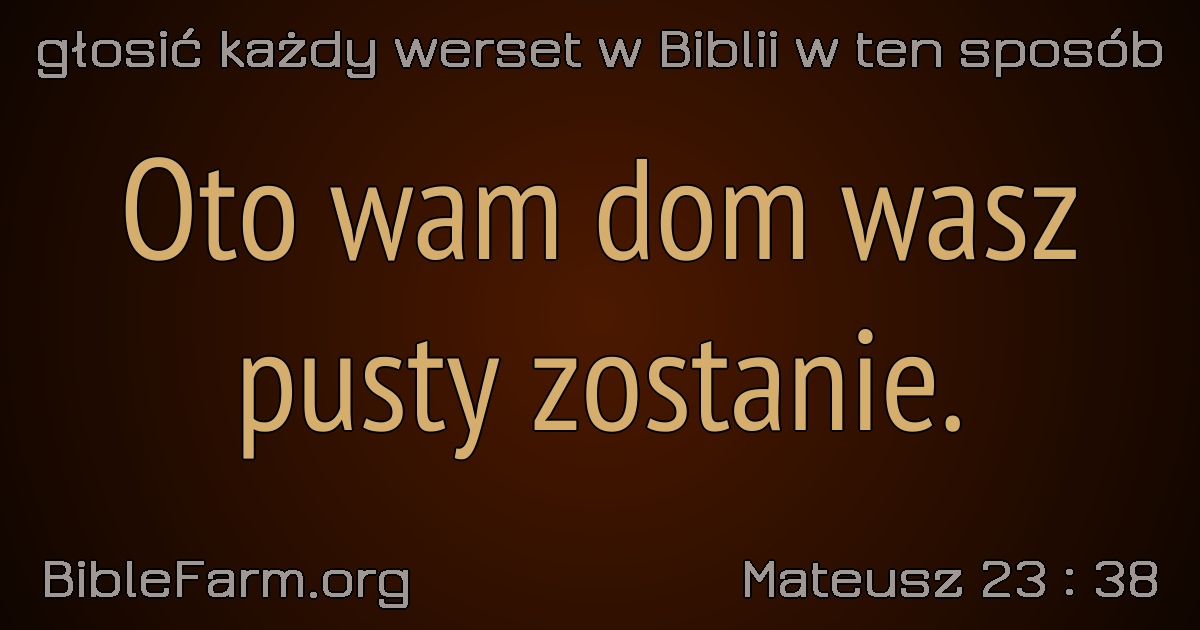 głosić każdy werset w Biblii w ten sposób
Oto wam dom wasz
pusty zostanie.
BibleFarm.org
Mateusz 23 : 38